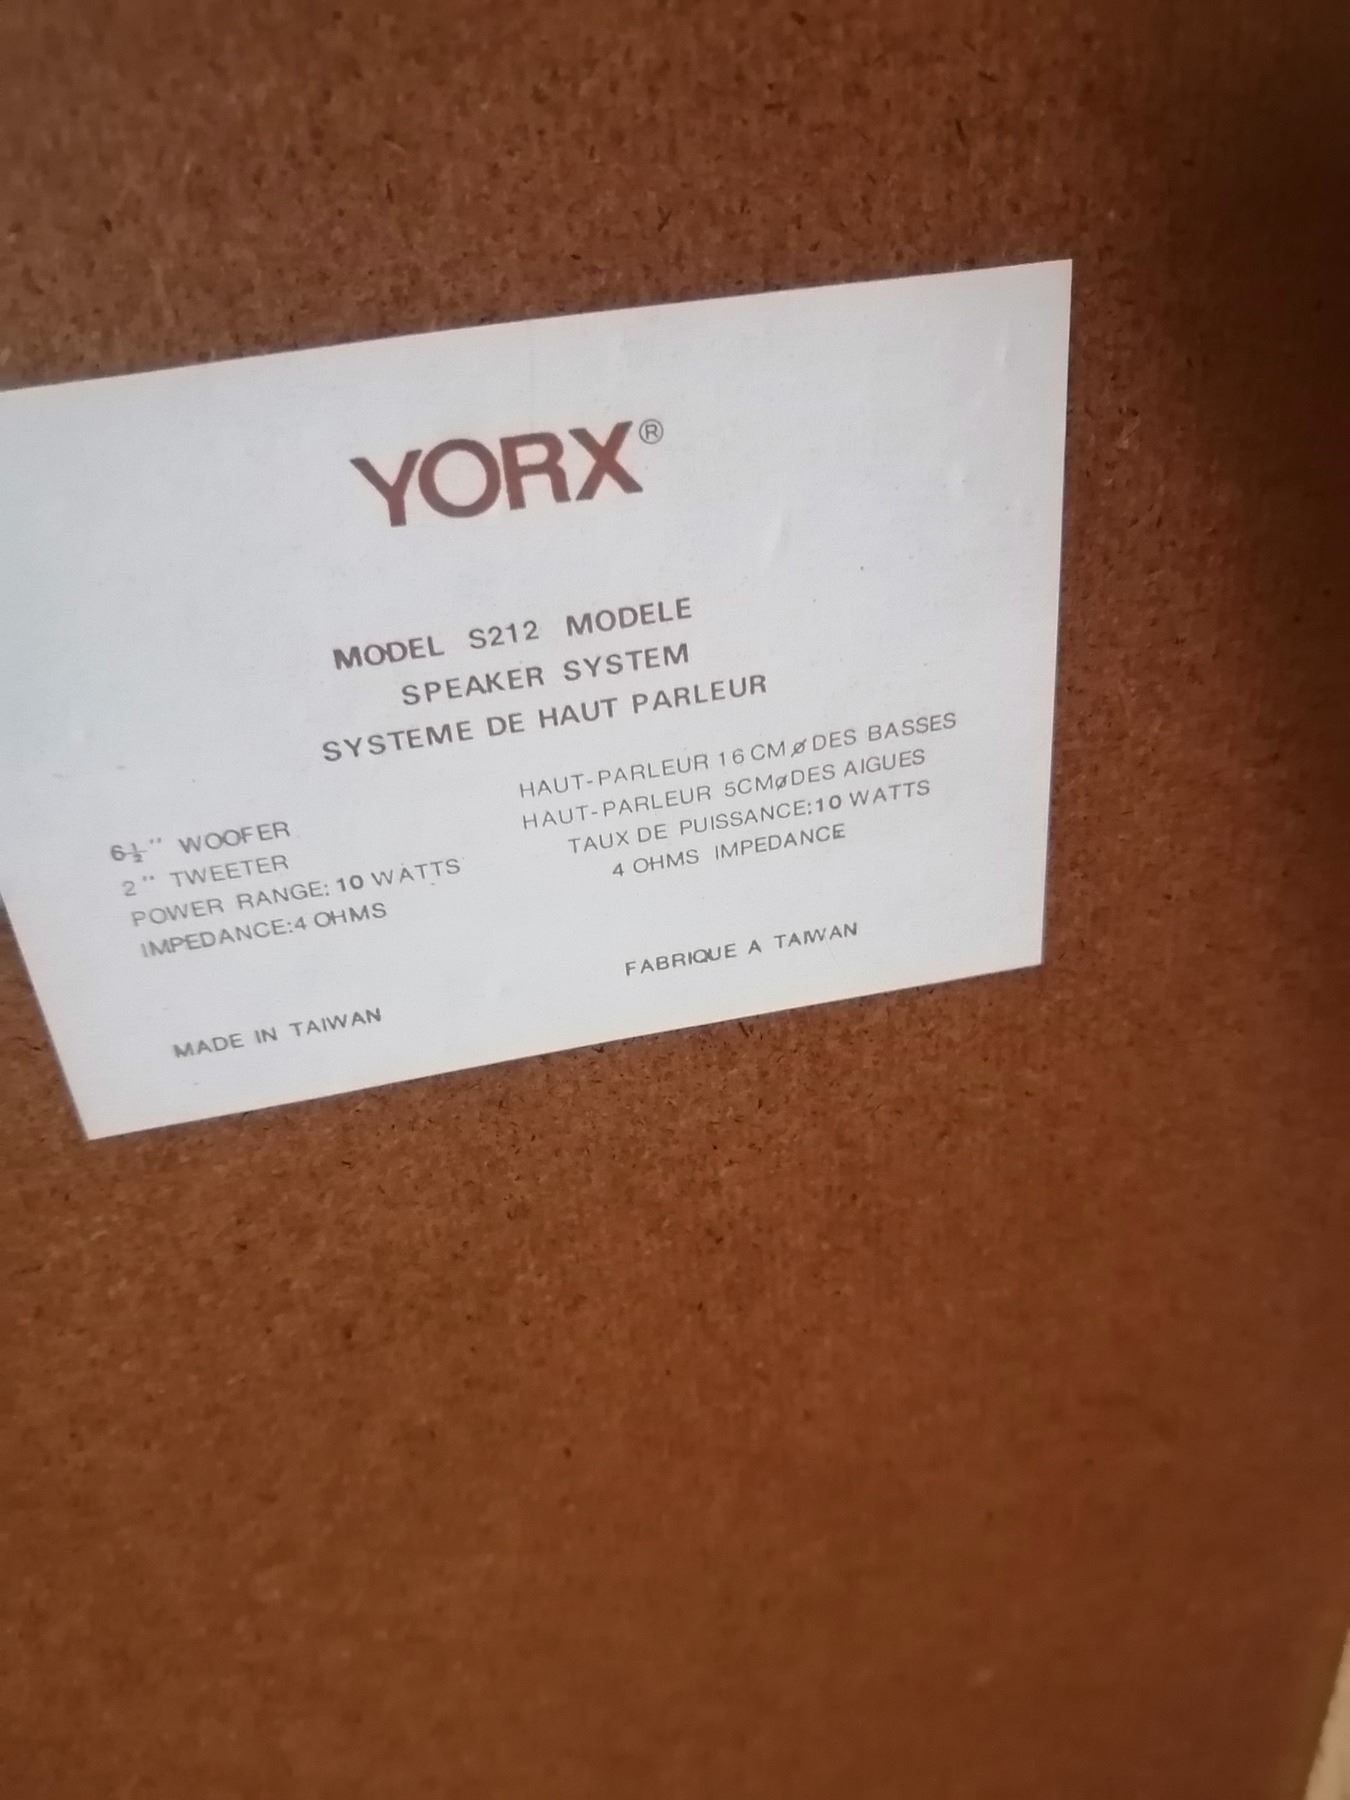 YORX®
MODEL S212 MODELE
SPEAKER SYSTEM
SYSTEME DE HAUT PARLEUR
6½" WOOFER
2" TWEETER
POWER RANGE: 10 WATTS
IMPEDANCE:4 OHMS
MADE IN TAIWAN
HAUT-PARLEUR 16 CM ø DES BASSES
HAUT-PARLEUR 5CMø DES AIGUES
TAUX DE PUISSANCE:10 WATTS
4 OHMS IMPEDANCE
FABRIQUE A TAIWAN